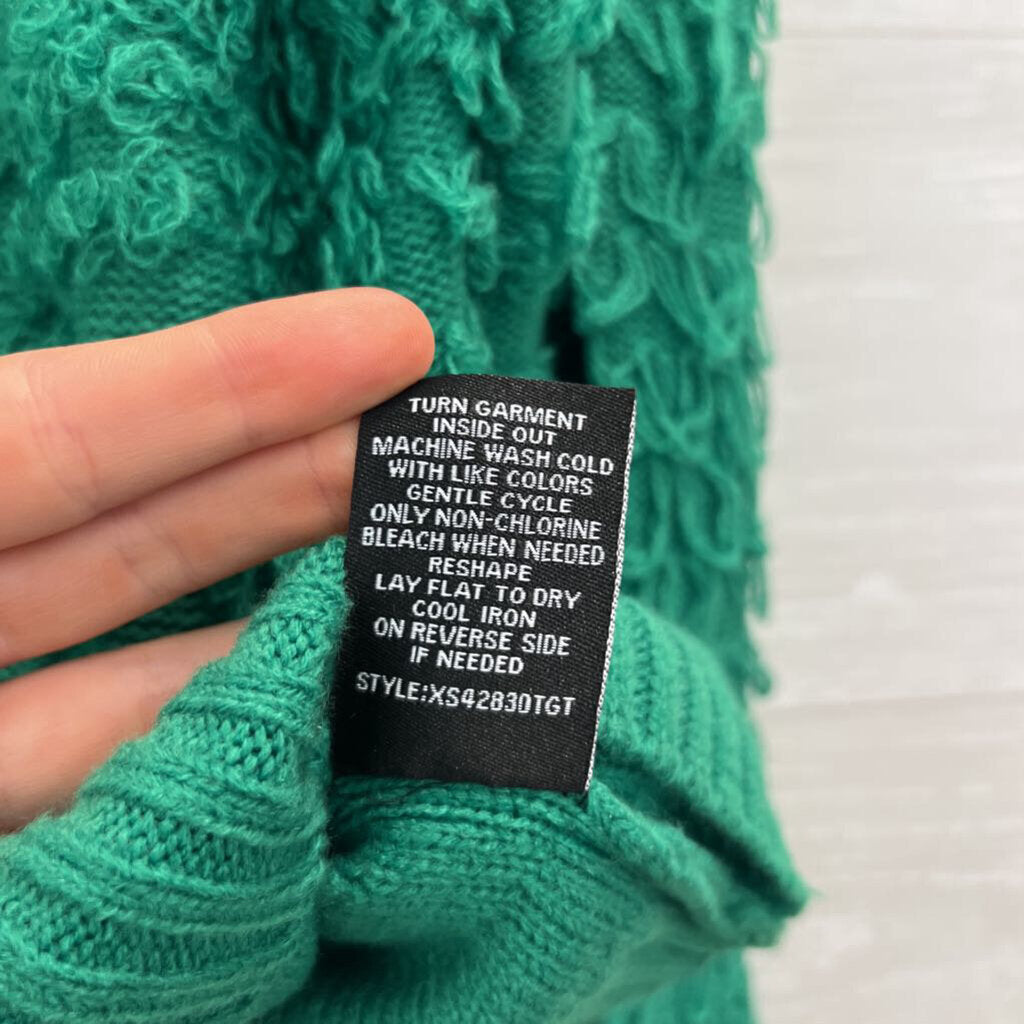 TURN GARMENT
INSIDE OUT
MACHINE WASH COLD
WITH LIKE COLORS
GENTLE CYCLE
ONLY NON-CHLORINE
BLEACH WHEN NEEDED
RESHAPE
LAY FLAT TO DRY
COOL IRON
ON REVERSE SIDE
IF NEEDED
STYLE:XS42830TGT